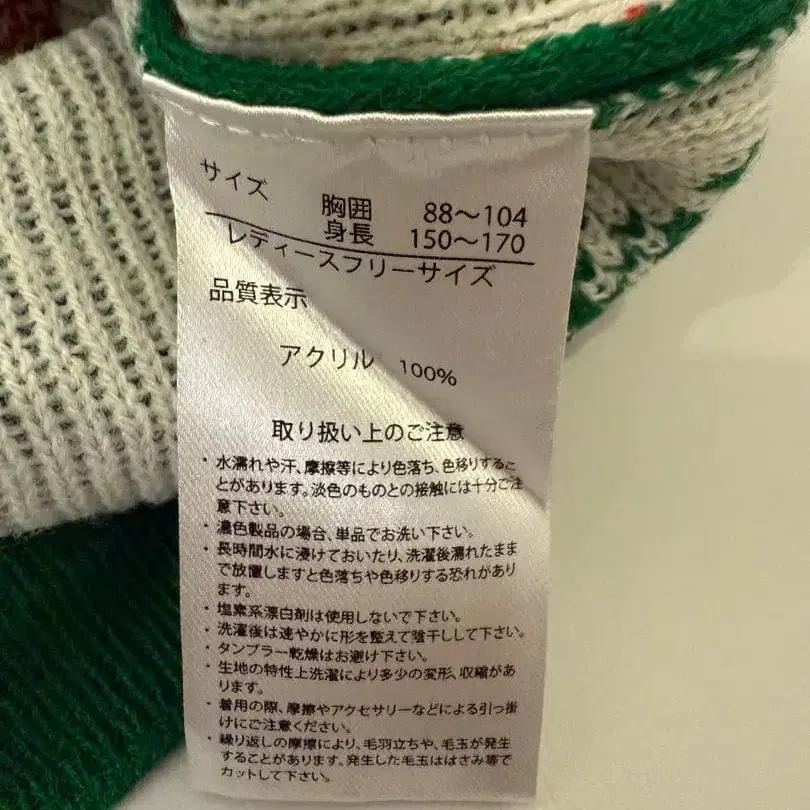 サイズ
胸囲 88～104
身長 150～170
レディースフリーサイズ
品質表示
アクリル 100%
取り扱い上のご注意
・水濡れや汗、摩擦等により色落ち、色移りするこ
とがあります。淡色のものとの接触には十分ご注
意下さい。
・濃色製品の場合、単品でお洗い下さい。
・長時間水に浸けておいたり、洗濯後濡れたまま
で放置しますと色落ちや色移りする恐れがあり
ます。
・塩素系漂白剤は使用しないで下さい。
・洗濯後は速やかに形を整えて陰干しして下さい。
・タンブラー乾燥はお避け下さい。
・生地の特性上洗濯により多少の変形、収縮があ
ります。
・着用の際、摩擦やアクセサリーなどによる引っ掛
けにご注意ください。
・繰り返しの摩擦により、毛羽立ちや、毛玉が発生
することがあります。発生した毛玉ははさみ等で
カットして下さい。